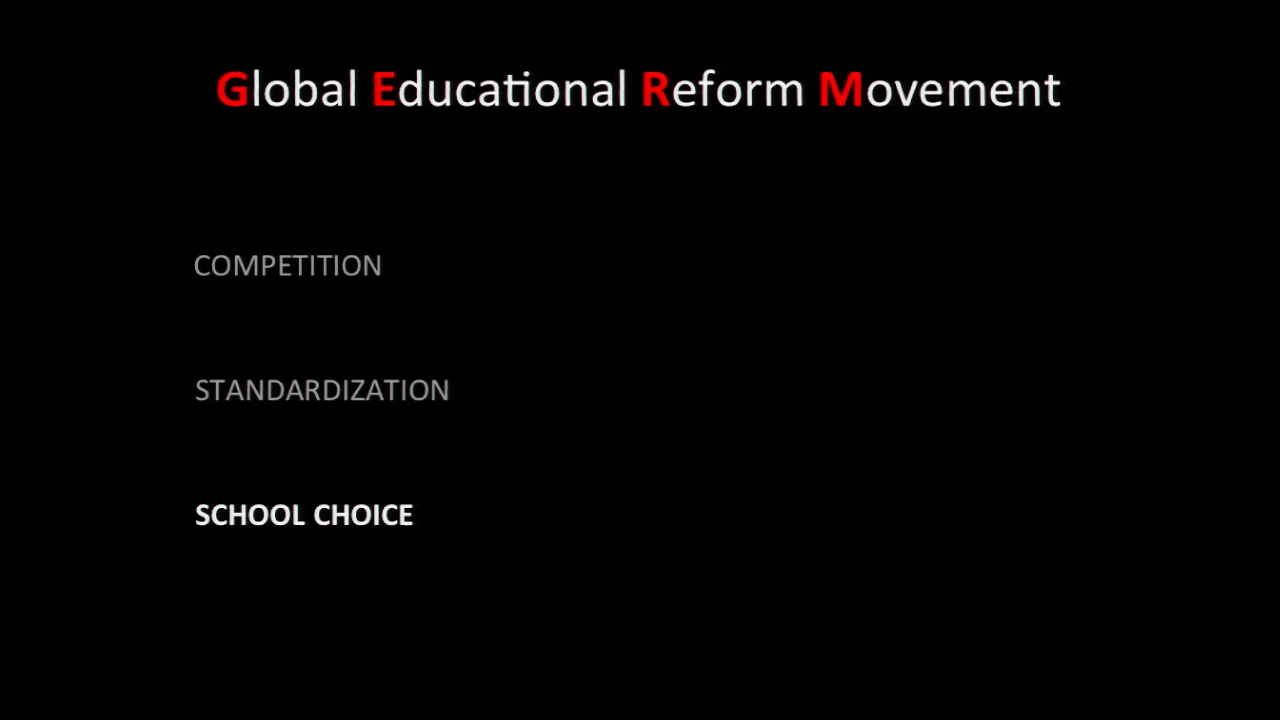 Global Educational Reform Movement
COMPETITION
STANDARDIZATION
SCHOOL CHOICE